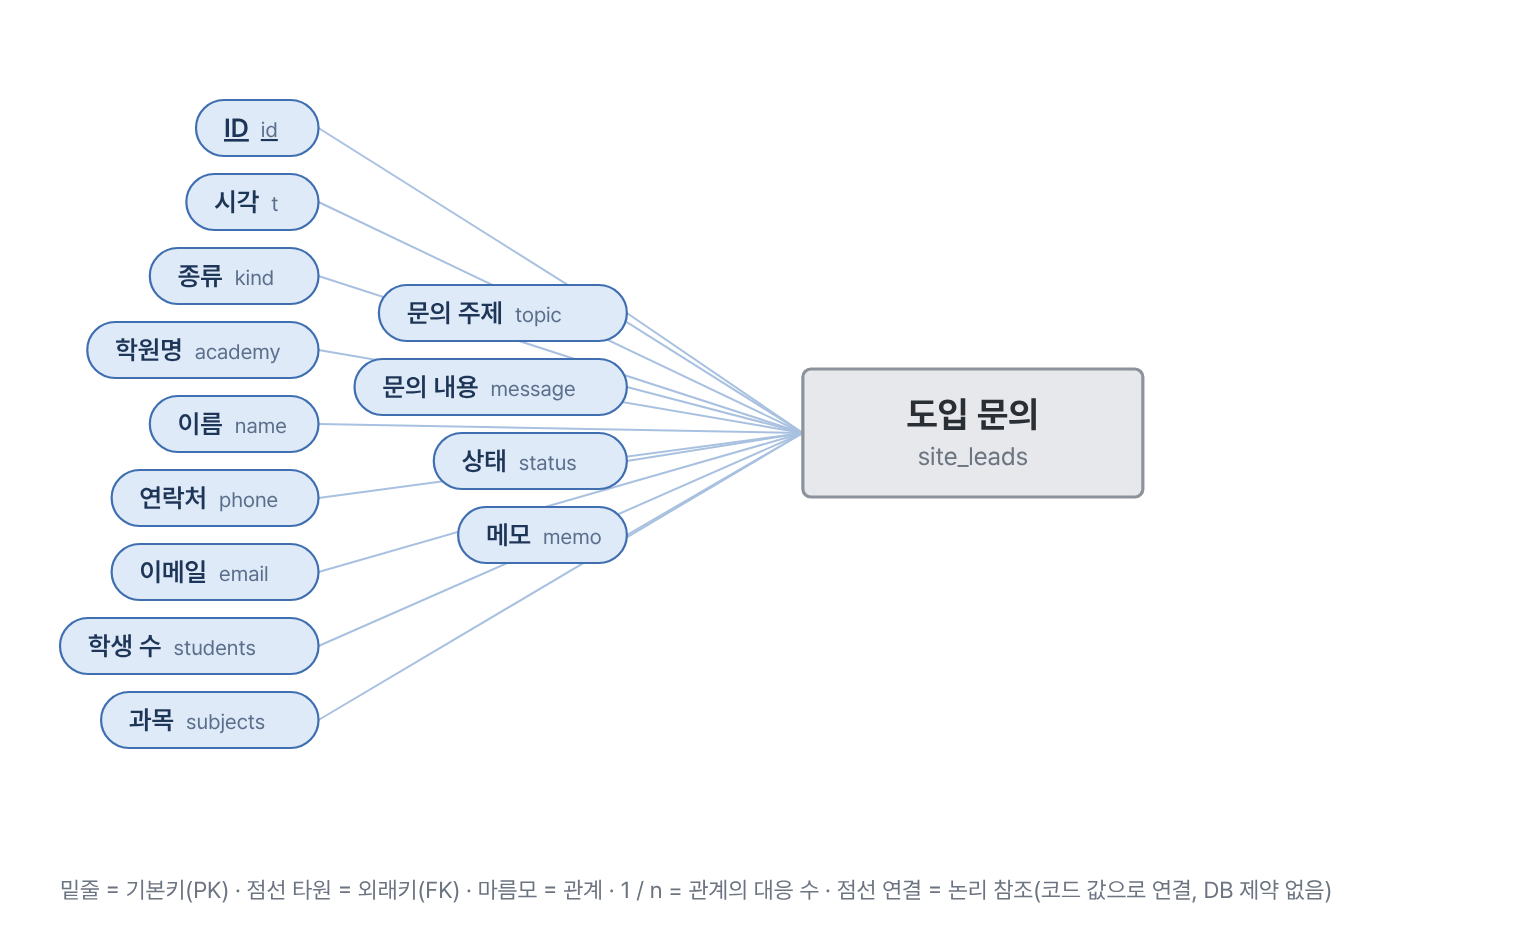 ID id
시각 t
종류 kind
학원명 academy
이름 name
연락처 phone
이메일 email
학생 수 students
과목 subjects
문의 주제 topic
문의 내용 message
상태 status
메모 memo
도입 문의
site_leads
밑줄 = 기본키(PK) · 점선 타원 = 외래키(FK) · 마름모 = 관계 · 1 / n = 관계의 대응 수 · 점선 연결 = 논리 참조(코드 값으로 연결, DB 제약 없음)